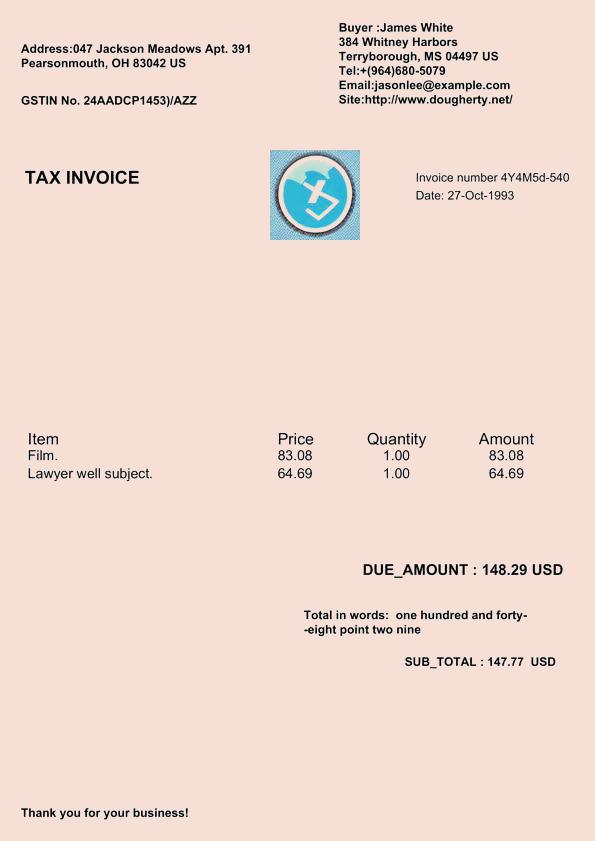 Address:047 Jackson Meadows Apt. 391
Pearsonmouth, OH 83042 US
GSTIN No. 24AADCP1453)/AZZ
Buyer :James White
384 Whitney Harbors
Terryborough, MS 04497 US
Tel:+(964)680-5079
Email:jasonlee@example.com
Site:http://www.dougherty.net/
TAX INVOICE
Invoice number 4Y4M5d-540
Date: 27-Oct-1993
Item Price Quantity Amount
Film. 83.08 1.00 83.08
Lawyer well subject. 64.69 1.00 64.69
DUE_AMOUNT : 148.29 USD
Total in words: one hundred and forty-
-eight point two nine
SUB_TOTAL : 147.77 USD
Thank you for your business!